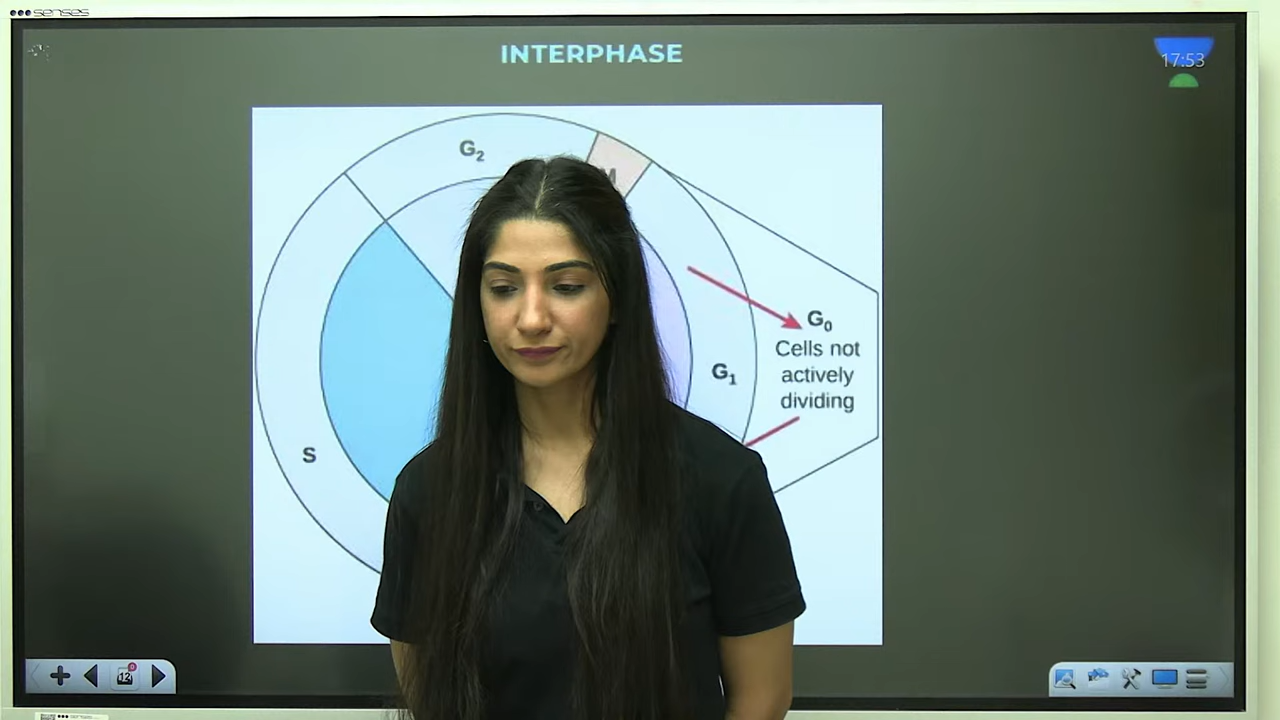 senses
INTERPHASE
17:53
G₂
M
G₀
Cells not
actively
dividing
G₁
S
12